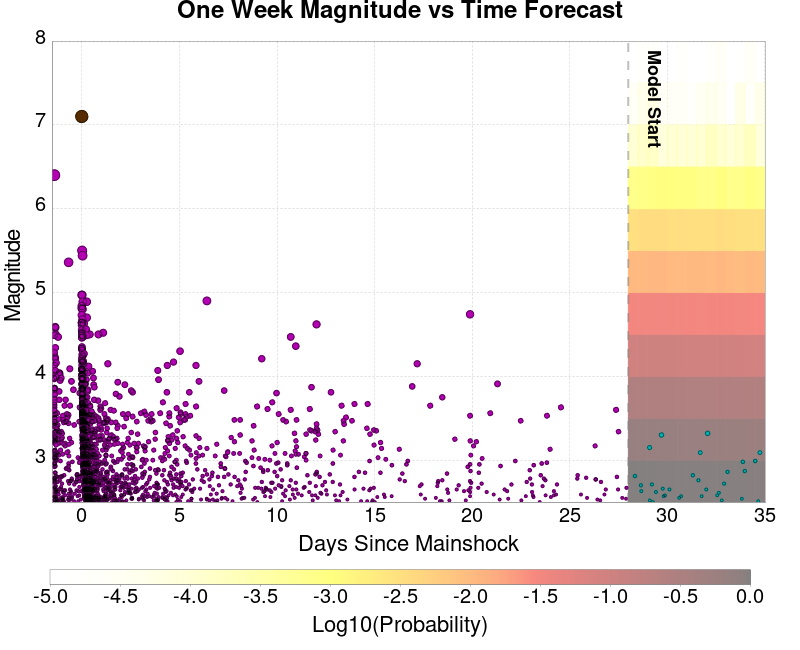 One Week Magnitude vs Time Forecast
8
7
6
5
4
3
Magnitude
Model Start
0 5 10 15 20 25 30 35
Days Since Mainshock
-5.0 -4.5 -4.0 -3.5 -3.0 -2.5 -2.0 -1.5 -1.0 -0.5 0.0
Log10(Probability)